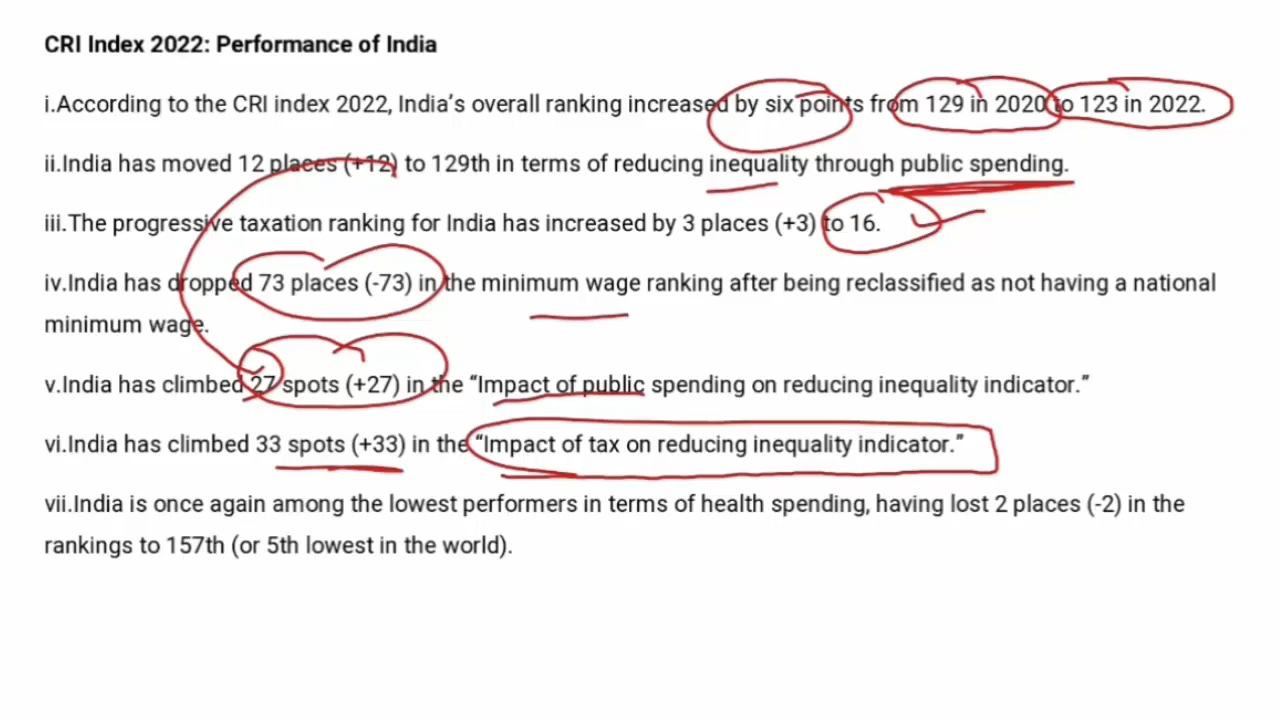 CRI Index 2022: Performance of India
i.According to the CRI index 2022, India's overall ranking increased by six points from 129 in 2020 to 123 in 2022.
ii.India has moved 12 places (+12) to 129th in terms of reducing inequality through public spending.
iii.The progressive taxation ranking for India has increased by 3 places (+3) to 16.
iv.India has dropped 73 places (-73) in the minimum wage ranking after being reclassified as not having a national
minimum wage.
v.India has climbed 27 spots (+27) in the “Impact of public spending on reducing inequality indicator.”
vi.India has climbed 33 spots (+33) in the “Impact of tax on reducing inequality indicator.”
vii.India is once again among the lowest performers in terms of health spending, having lost 2 places (-2) in the
rankings to 157th (or 5th lowest in the world).